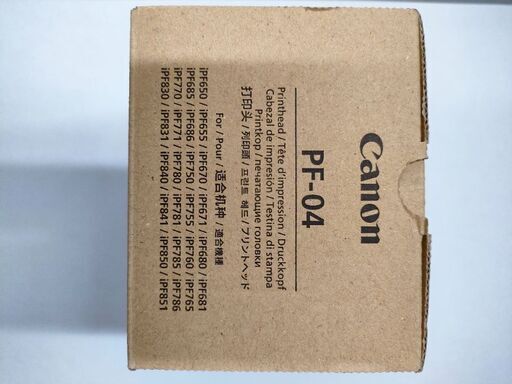 Canon
PF-04
Printhead / Tête d'impression / Druckkopf
Cabezal de impresión / Testina di stampa
Printkop / печатающие головки
打印头 / 列印頭 / 프린트 헤드 / プリントヘッド
For / Pour / 适合机种 / 適合機種
iPF650 / iPF655 / iPF670 / iPF671 / iPF680 / iPF681
iPF685 / iPF686 / iPF750 / iPF755 / iPF760 / iPF765
iPF770 / iPF771 / iPF780 / iPF781 / iPF785 / iPF786
iPF830 / iPF831 / iPF840 / iPF841 / iPF850 / iPF851